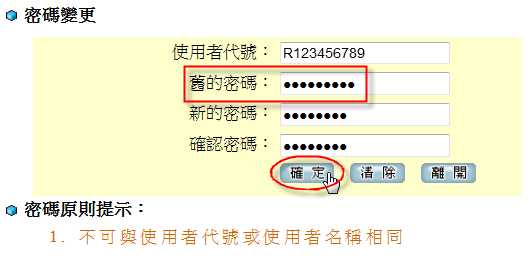 密碼變更
使用者代號： R123456789
舊的密碼： ●●●●●●●●●
新的密碼： ●●●●●●●●
確認密碼： ●●●●●●●●
確定 清除 離開
密碼原則提示：
1. 不可與使用者代號或使用者名稱相同